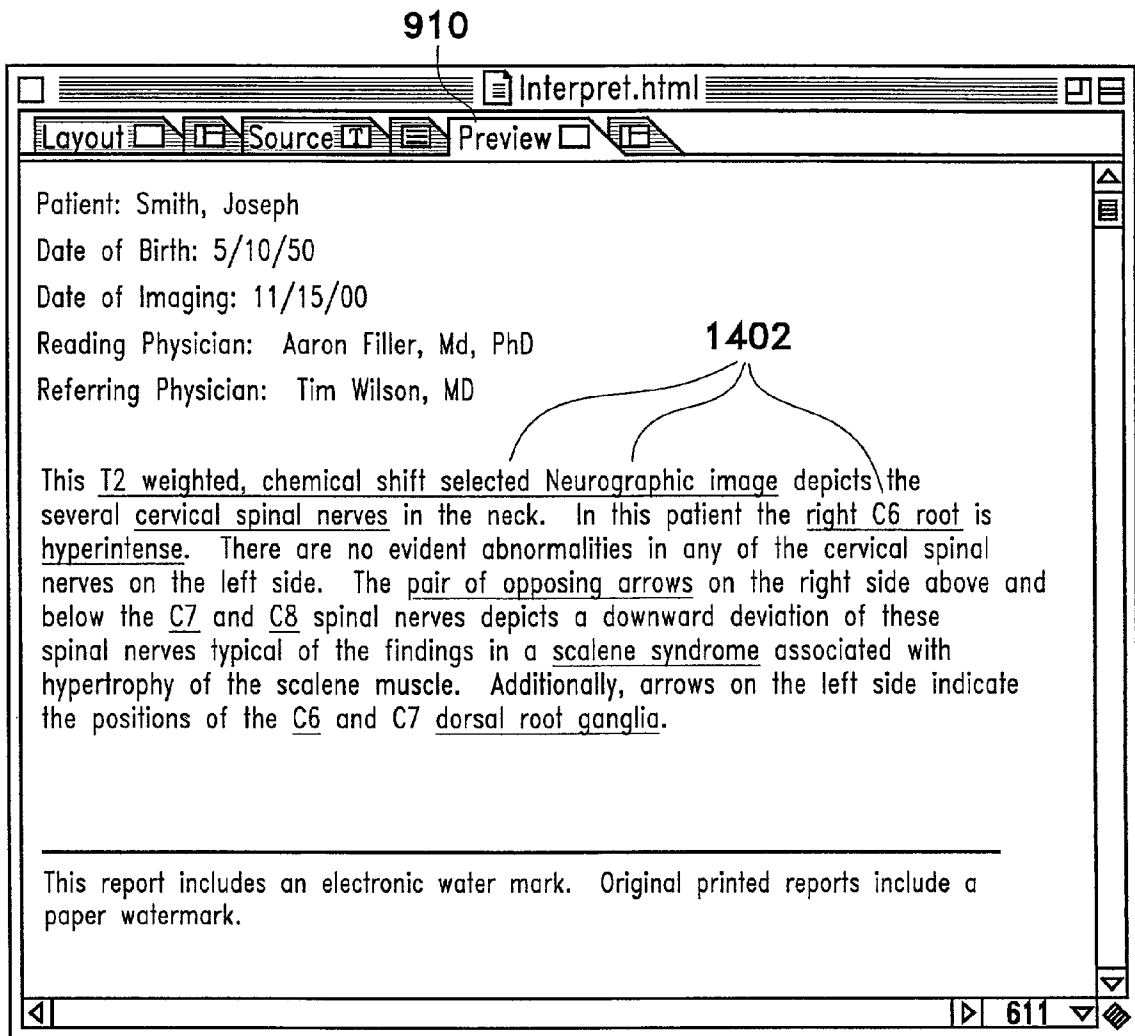 910
Interpret.html
Layout Source T Preview
Patient: Smith, Joseph
Date of Birth: 5/10/50
Date of Imaging: 11/15/00
Reading Physician: Aaron Filler, Md, PhD
1402
Referring Physician: Tim Wilson, MD
This T2 weighted, chemical shift selected Neurographic image depicts the
several cervical spinal nerves in the neck. In this patient the right C6 root is
hyperintense. There are no evident abnormalities in any of the cervical spinal
nerves on the left side. The pair of opposing arrows on the right side above and
below the C7 and C8 spinal nerves depicts a downward deviation of these
spinal nerves typical of the findings in a scalene syndrome associated with
hypertrophy of the scalene muscle. Additionally, arrows on the left side indicate
the positions of the C6 and C7 dorsal root ganglia.
This report includes an electronic water mark. Original printed reports include a
paper watermark.
611